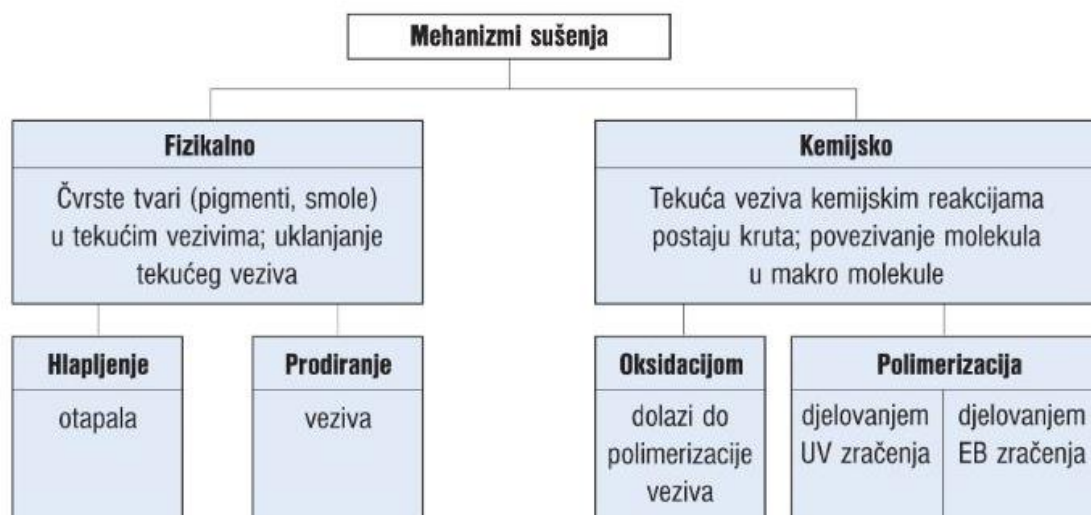 Mehanizmi sušenja
Fizikalno
Čvrste tvari (pigmenti, smole)
u tekućim vezivima; uklanjanje
tekućeg veziva
Hlapljenje
otapala
Prodiranje
veziva
Kemijsko
Tekuća veziva kemijskim reakcijama
postaju kruta; povezivanje molekula
u makro molekule
Oksidacijom
dolazi do
polimerizacije
veziva
Polimerizacija
djelovanjem
UV zračenja
djelovanjem
EB zračenja